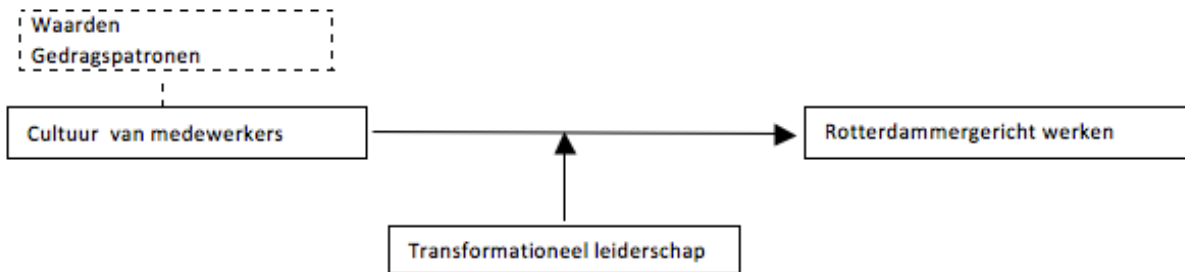 Waarden
Gedragspatronen
Cultuur van medewerkers
Rotterdammergericht werken
Transformationeel leiderschap